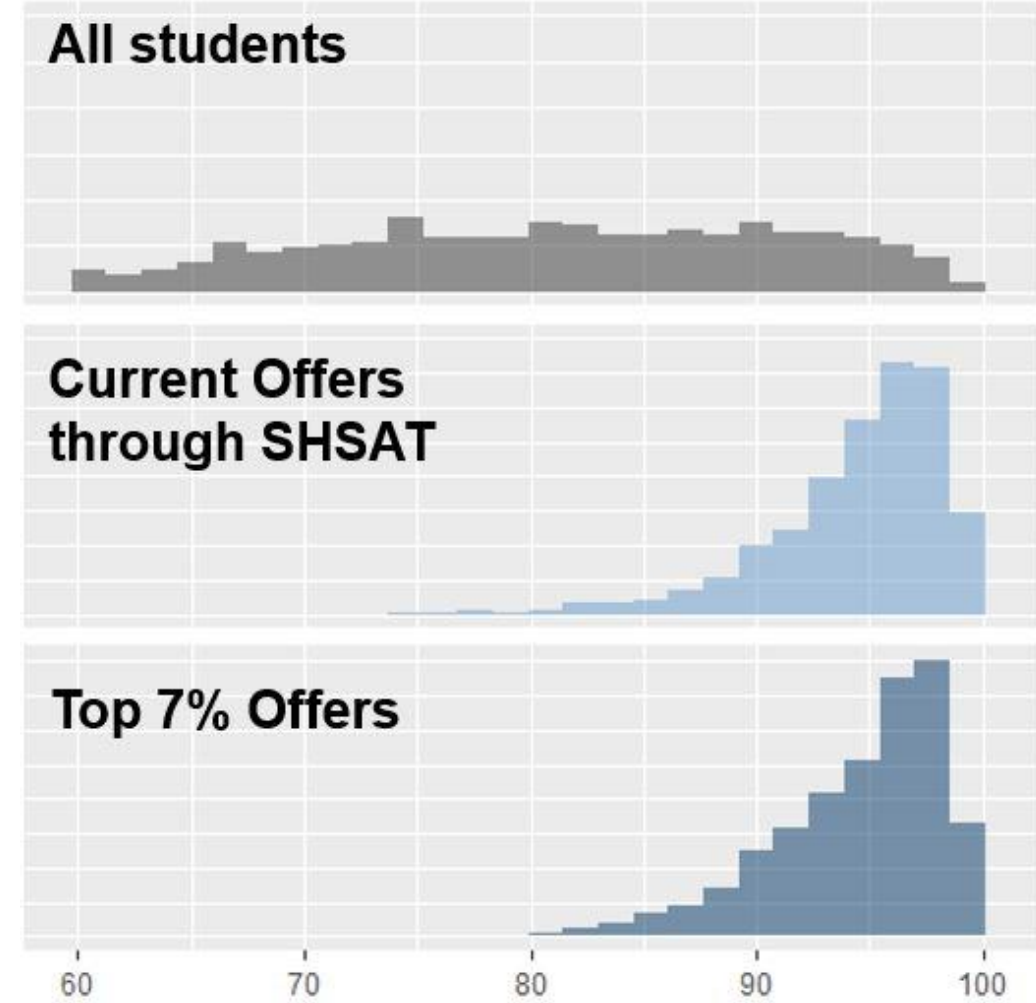 All students
Current Offers
through SHSAT
Top 7% Offers
60 70 80 90 100